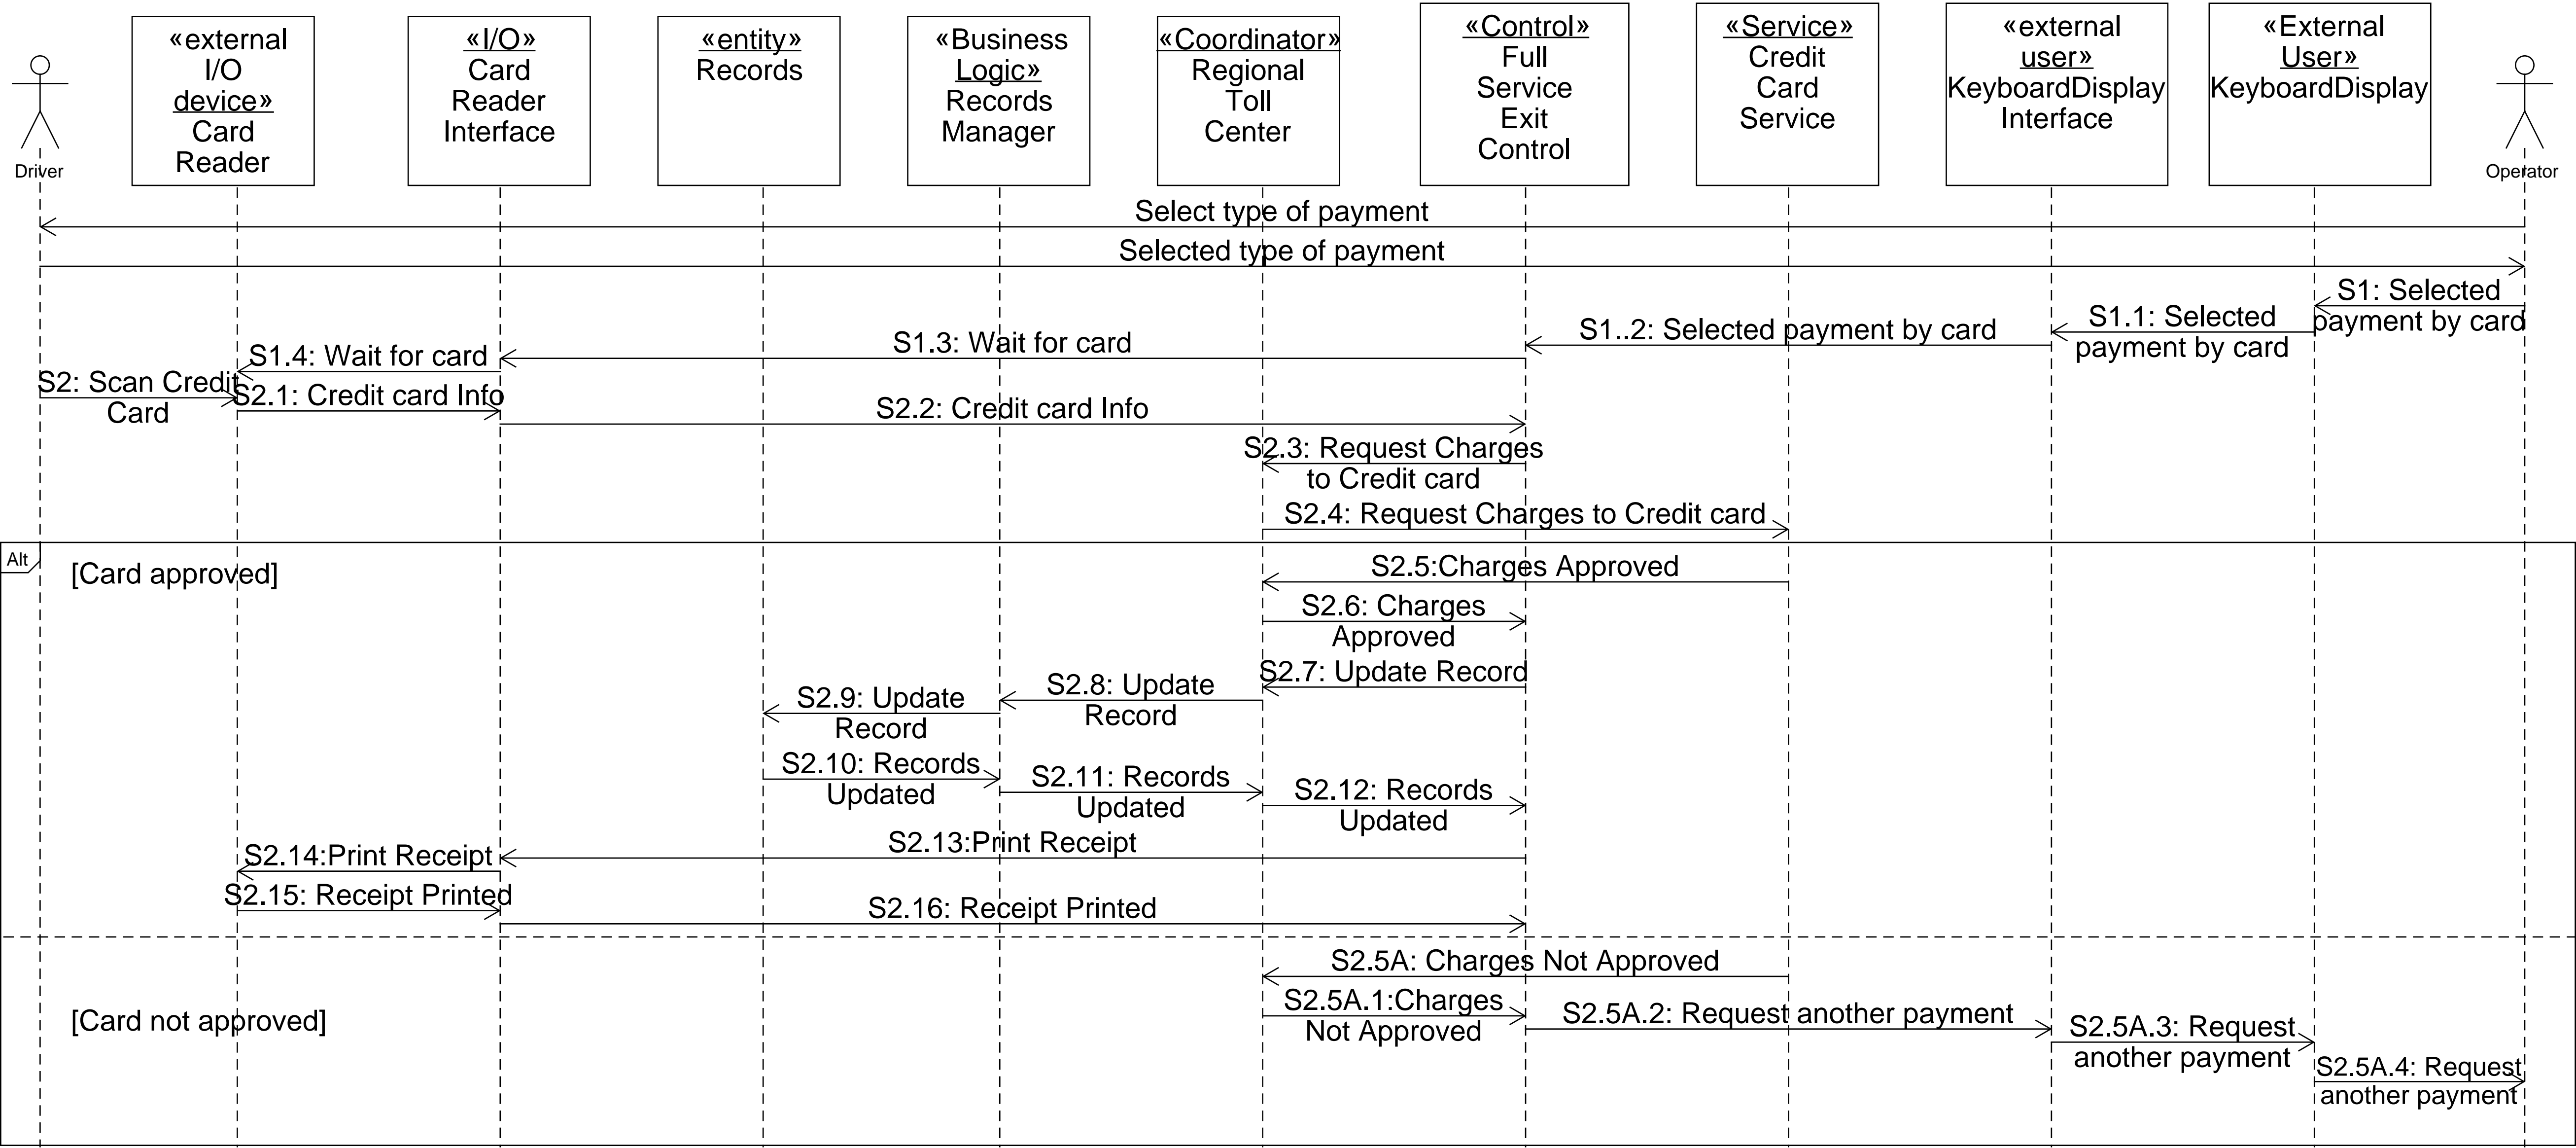 Driver
«external
I/O
device»
Card
Reader
«I/O»
Card
Reader
Interface
«entity»
Records
«Business
Logic»
Records
Manager
«Coordinator»
Regional
Toll
Center
«Control»
Full
Service
Exit
Control
«Service»
Credit
Card
Service
«external
user»
KeyboardDisplay
Interface
«External
User»
KeyboardDisplay
Operator
Select type of payment
Selected type of payment
S1: Selected
payment by card
S1.1: Selected
payment by card
S1..2: Selected payment by card
S1.3: Wait for card
S1.4: Wait for card
S2: Scan Credit
Card
S2.1: Credit card Info
S2.2: Credit card Info
S2.3: Request Charges
to Credit card
S2.4: Request Charges to Credit card
Alt
[Card approved]
S2.5:Charges Approved
S2.6: Charges
Approved
S2.7: Update Record
S2.8: Update
Record
S2.9: Update
Record
S2.10: Records
Updated
S2.11: Records
Updated
S2.12: Records
Updated
S2.13:Print Receipt
S2.14:Print Receipt
S2.15: Receipt Printed
S2.16: Receipt Printed
[Card not approved]
S2.5A: Charges Not Approved
S2.5A.1:Charges
Not Approved
S2.5A.2: Request another payment
S2.5A.3: Request
another payment
S2.5A.4: Request
another payment